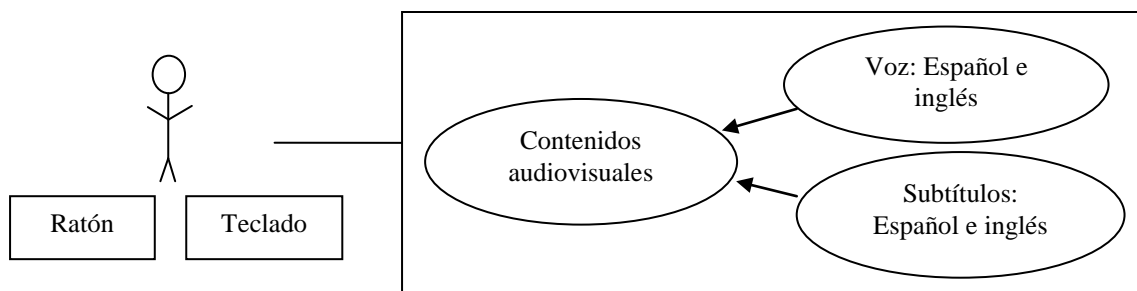 Voz: Español e
inglés
Contenidos
audiovisuales
Ratón
Teclado
Subtítulos:
Español e inglés